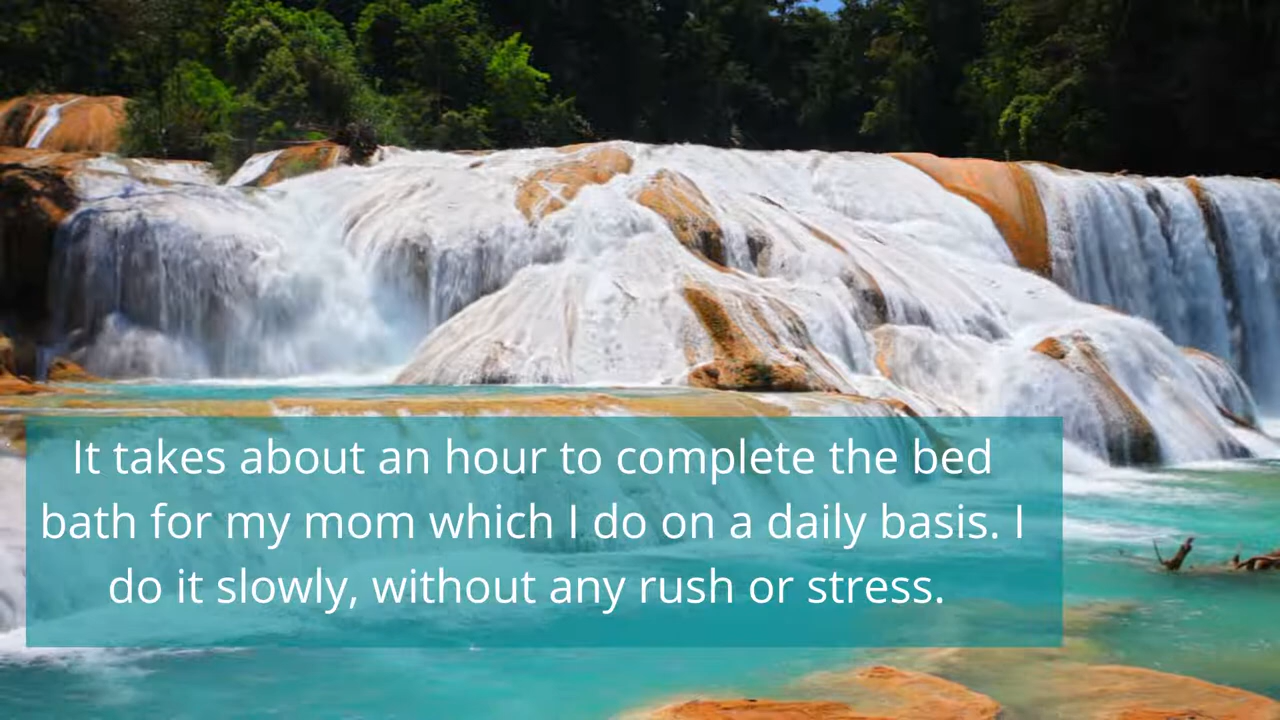 It takes about an hour to complete the bed
bath for my mom which I do on a daily basis. I
do it slowly, without any rush or stress.